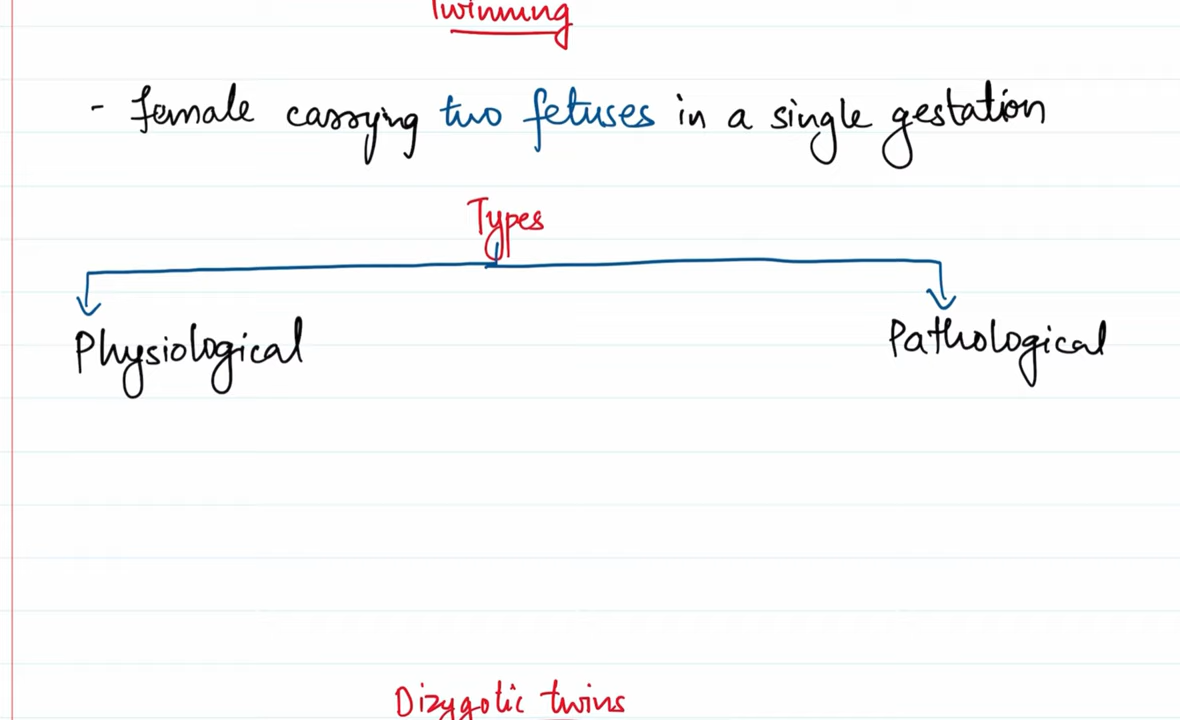 Twinning
- female carrying two fetuses in a single gestation
Types
Physiological Pathological
Dizygotic twins